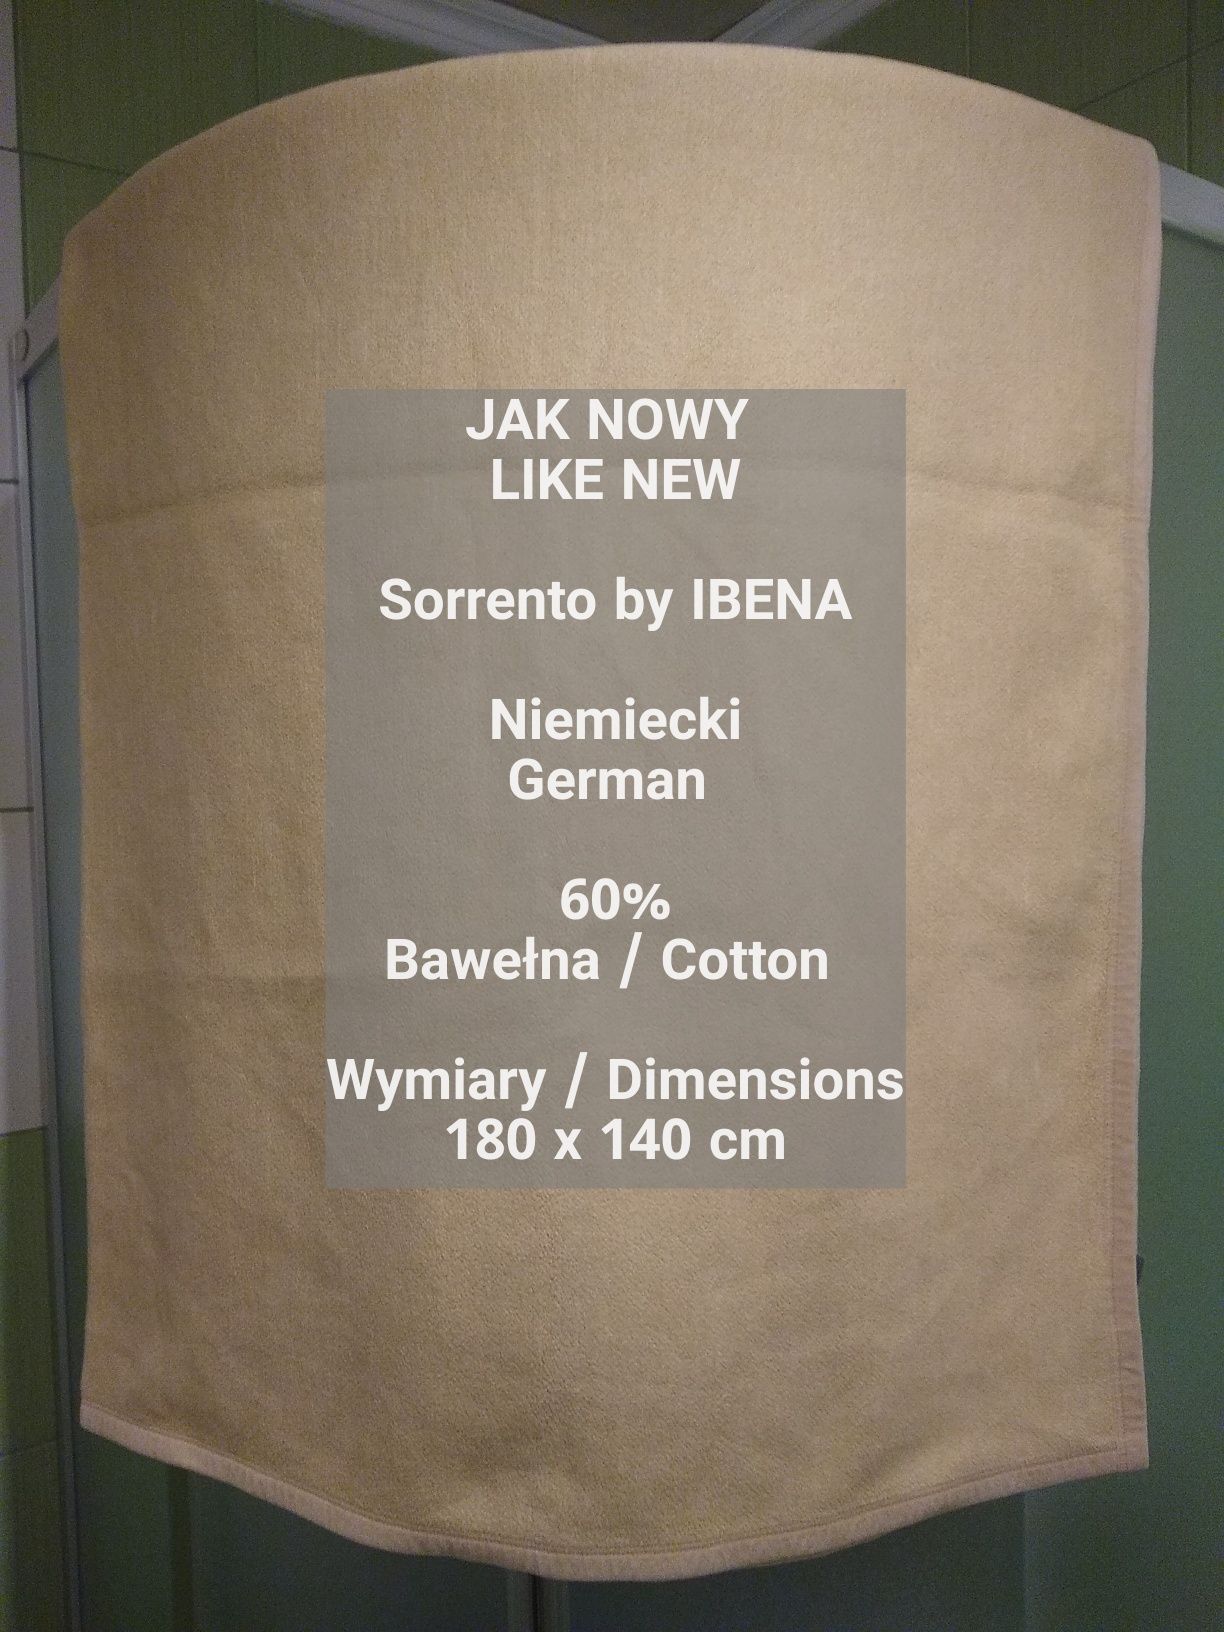 JAK NOWY
LIKE NEW
Sorrento by IBENA
Niemiecki
German
60%
Bawełna / Cotton
Wymiary / Dimensions
180 x 140 cm